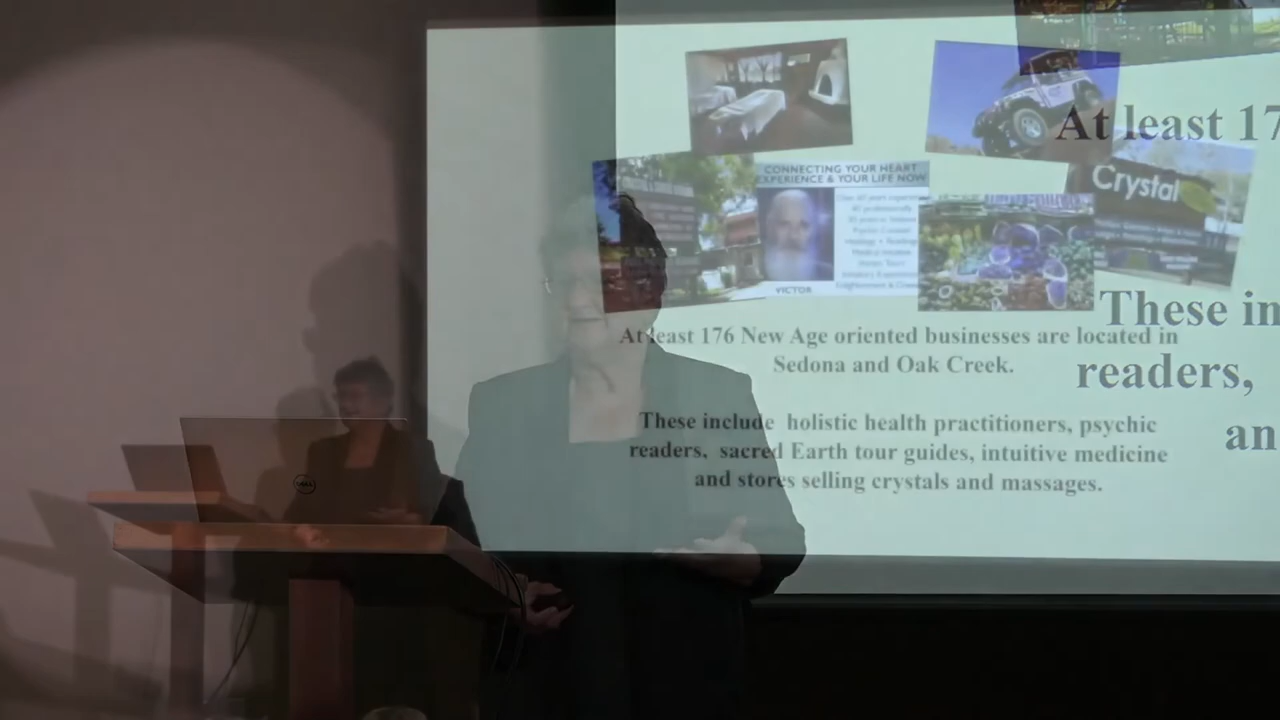 At least 17
CONNECTING YOUR HEART
EXPERIENCE & YOUR LIFE NOW
Crystal
VICTOR
These in
At least 176 New Age oriented businesses are located in
Sedona and Oak Creek.
readers,
These include holistic health practitioners, psychic
an
readers, sacred Earth tour guides, intuitive medicine
and stores selling crystals and massages.
DELL